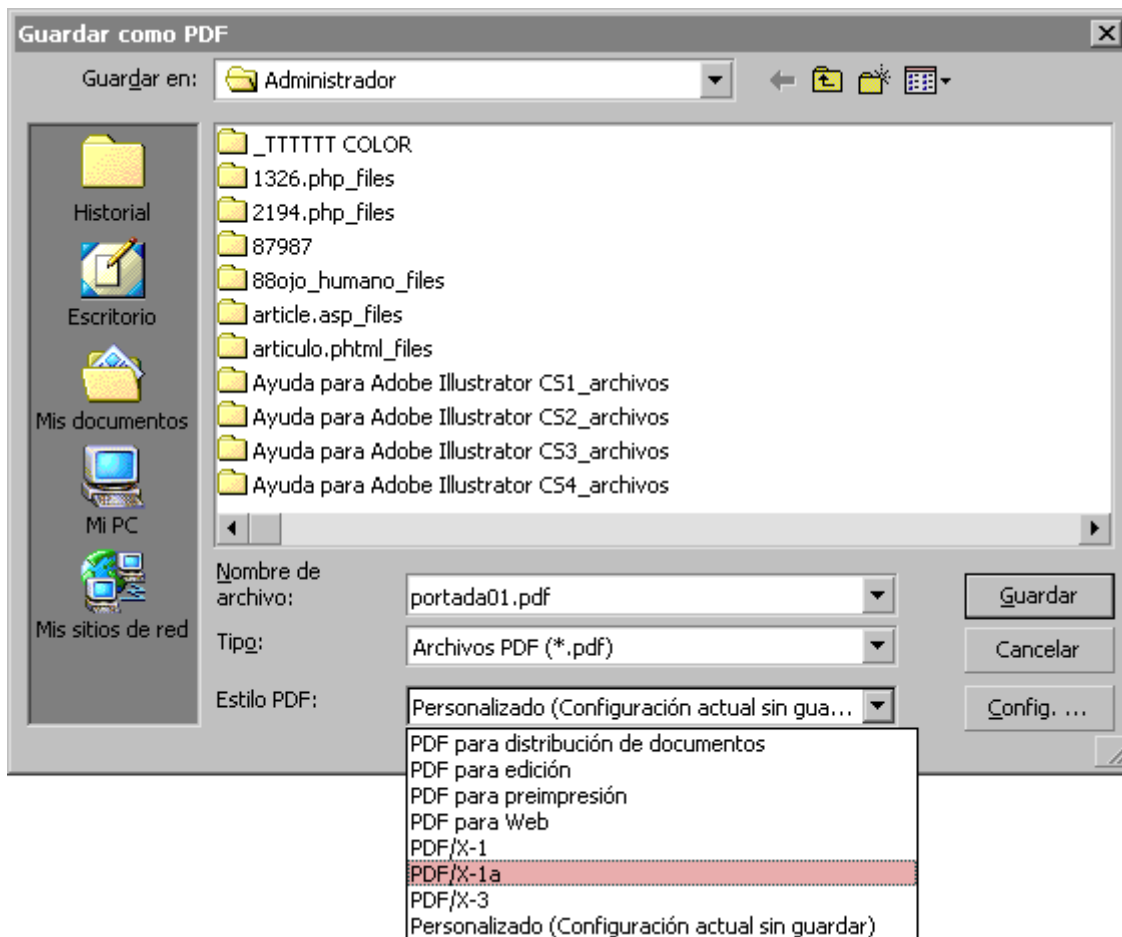 Guardar como PDF
Guardar en:
Administrador
Historial
Escritorio
Mis documentos
Mi PC
Mis sitios de red
_TTTTTT COLOR
1326.php_files
2194.php_files
87987
88ojo_humano_files
article.asp_files
articulo.phtml_files
Ayuda para Adobe Illustrator CS1_archivos
Ayuda para Adobe Illustrator CS2_archivos
Ayuda para Adobe Illustrator CS3_archivos
Ayuda para Adobe Illustrator CS4_archivos
Nombre de
archivo:
portada01.pdf
Guardar
Tipo:
Archivos PDF (*.pdf)
Cancelar
Estilo PDF:
Personalizado (Configuración actual sin gua...
Config. ...
PDF para distribución de documentos
PDF para edición
PDF para preimpresión
PDF para Web
PDF/X-1
PDF/X-1a
PDF/X-3
Personalizado (Configuración actual sin guardar)